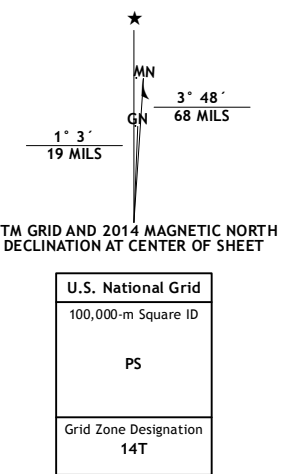 ★
MN
3° 48´
68 MILS
GN
1° 3´
19 MILS
TM GRID AND 2014 MAGNETIC NORTH
DECLINATION AT CENTER OF SHEET
U.S. National Grid
100,000-m Square ID
PS
Grid Zone Designation
14T